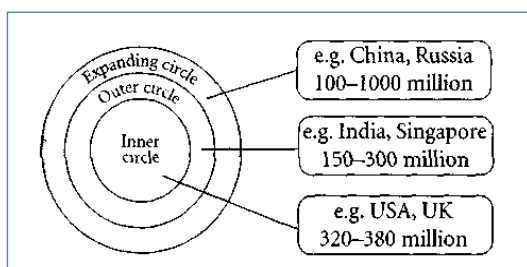 Expanding circle
Outer circle
Inner
circle
e.g. China, Russia
100–1000 million
e.g. India, Singapore
150–300 million
e.g. USA, UK
320–380 million